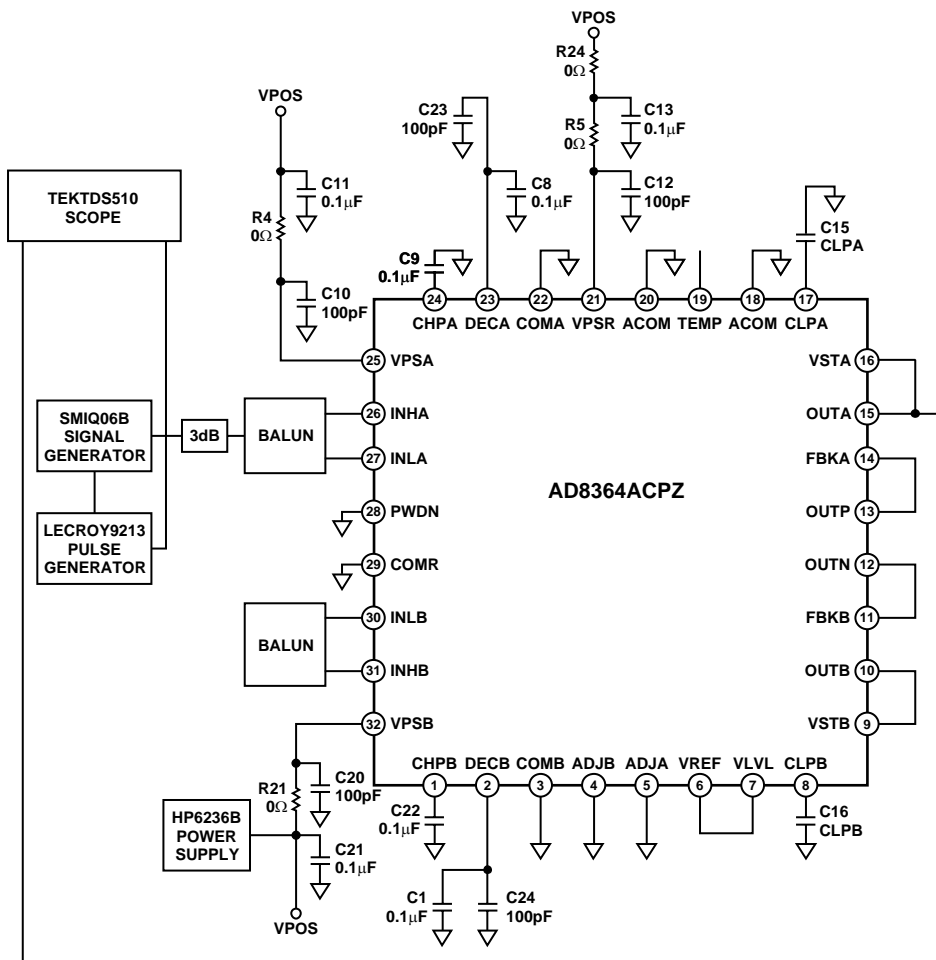 VPOS
R24
0Ω
C13
0.1μF
R5
0Ω
C12
100pF
C23
100pF
C8
0.1μF
VPOS
C11
0.1μF
R4
0Ω
C10
100pF
C9
0.1μF
C15
CLPA
TEKTDS510
SCOPE
24
23
22
21
20
19
18
17
CHPA
DECA
COMA
VPSR
ACOM
TEMP
ACOM
CLPA
25
VPSA
26
INHA
27
INLA
28
PWDN
29
COMR
30
INLB
31
INHB
32
VPSB
SMIQ06B
SIGNAL
GENERATOR
3dB
BALUN
LECROY9213
PULSE
GENERATOR
BALUN
AD8364ACPZ
VSTA
16
OUTA
15
FBKA
14
OUTP
13
OUTN
12
FBKB
11
OUTB
10
VSTB
9
CHPB
DECB
COMB
ADJB
ADJA
VREF
VLVL
CLPB
1
2
3
4
5
6
7
8
R21
0Ω
C20
100pF
C22
0.1μF
C16
CLPB
HP6236B
POWER
SUPPLY
C21
0.1μF
VPOS
C1
0.1μF
C24
100pF